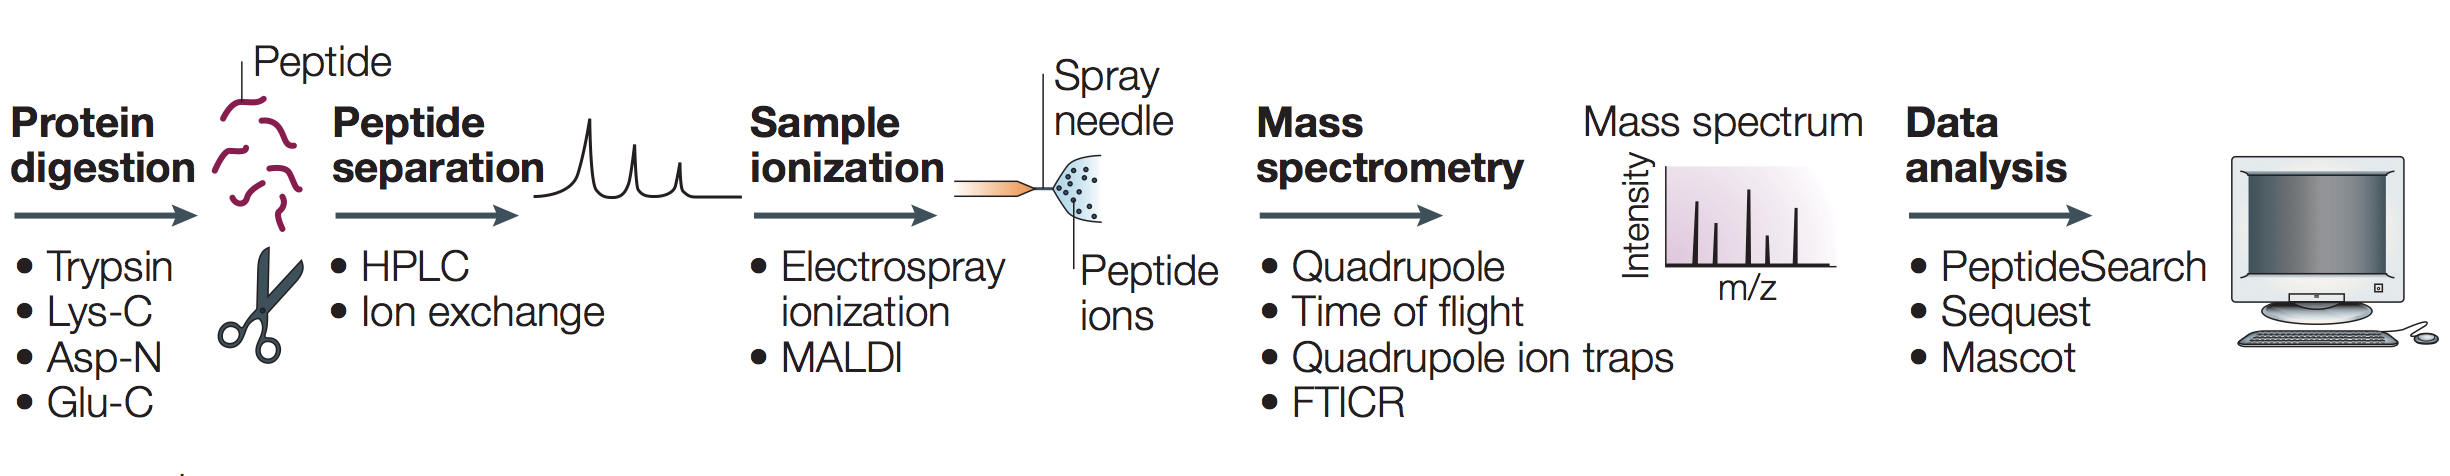 Peptide
Protein
digestion
• Trypsin
• Lys-C
• Asp-N
• Glu-C
Peptide
separation
• HPLC
• Ion exchange
Sample
ionization
• Electrospray
ionization
• MALDI
Spray
needle
Peptide
ions
Mass
spectrometry
• Quadrupole
• Time of flight
• Quadrupole ion traps
• FTICR
Mass spectrum
Intensity
m/z
Data
analysis
• PeptideSearch
• Sequest
• Mascot